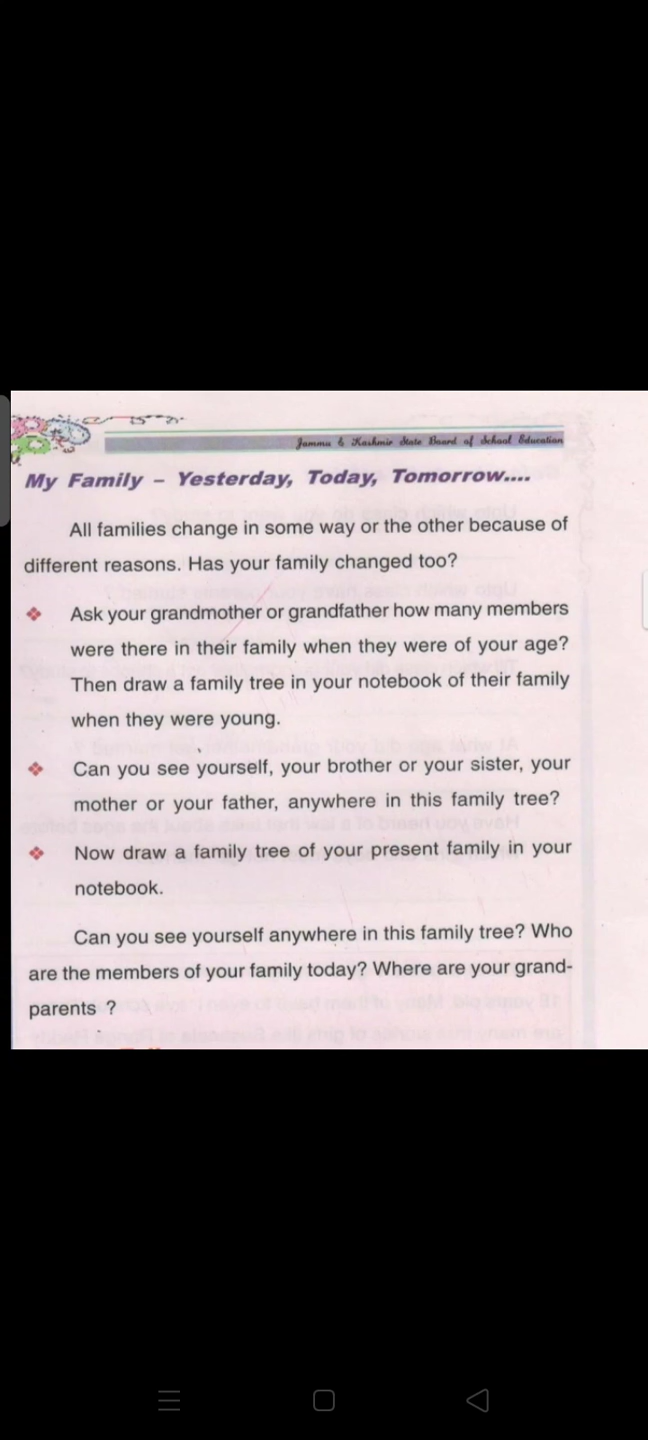 Jammu & Kashmir State Board of School Education
My Family – Yesterday, Today, Tomorrow....
All families change in some way or the other because of
different reasons. Has your family changed too?
❖ Ask your grandmother or grandfather how many members
were there in their family when they were of your age?
Then draw a family tree in your notebook of their family
when they were young.
❖ Can you see yourself, your brother or your sister, your
mother or your father, anywhere in this family tree?
❖ Now draw a family tree of your present family in your
notebook.
Can you see yourself anywhere in this family tree? Who
are the members of your family today? Where are your grand-
parents ?